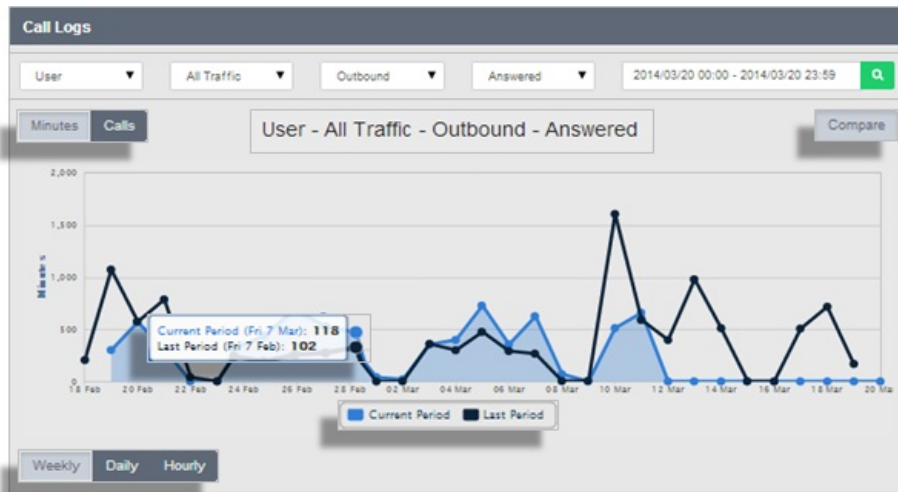 Call Logs
User All Traffic Outbound Answered 2014/03/20 00:00 - 2014/03/20 23:59
Minutes Calls User - All Traffic - Outbound - Answered Compare
2,000
1,500
1,000
500
0
Minutes
Current Period (Fri 7 Mar): 118
Last Period (Fri 7 Feb): 102
18 Feb 20 Feb 22 Feb 24 Feb 26 Feb 28 Feb 02 Mar 04 Mar 06 Mar 08 Mar 10 Mar 12 Mar 14 Mar 16 Mar 18 Mar 20 Ma
Current Period Last Period
Weekly Daily Hourly